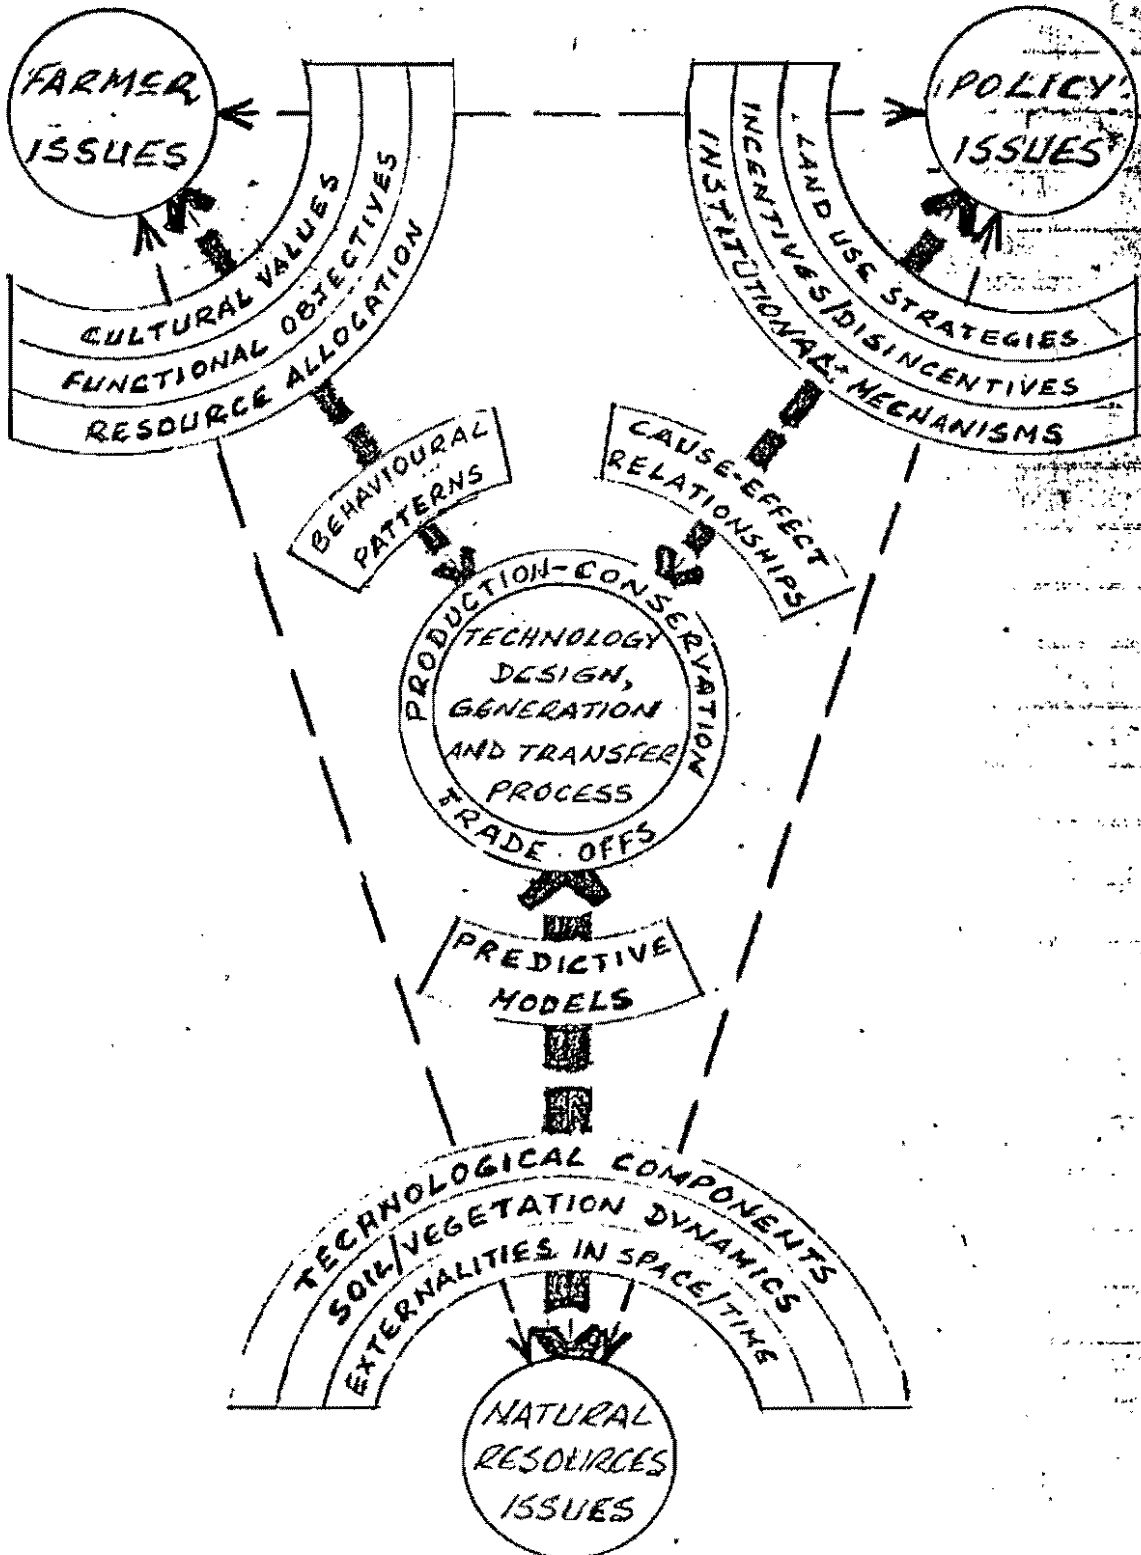 FARMER
ISSUES
POLICY
ISSUES
CULTURAL VALUES
FUNCTIONAL OBJECTIVES
RESOURCE ALLOCATION
LAND USE STRATEGIES
INCENTIVES/DISINCENTIVES
INSTITUTIONAL MECHANISMS
BEHAVIOURAL
PATTERNS
CAUSE-EFFECT
RELATIONSHIPS
PRODUCTION-CONSERVATION
TRADE-OFFS
TECHNOLOGY
DESIGN,
GENERATION
AND TRANSFER
PROCESS
PREDICTIVE
MODELS
TECHNOLOGICAL COMPONENTS
SOIL/VEGETATION DYNAMICS
EXTERNALITIES IN SPACE/TIME
NATURAL
RESOURCES
ISSUES